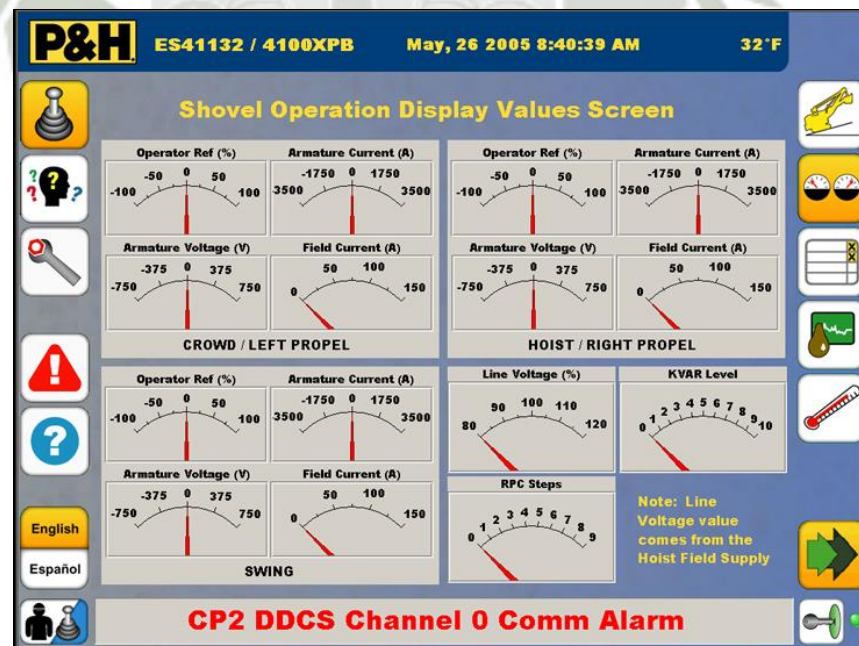 P&H ES41132 / 4100XPB May, 26 2005 8:40:39 AM 32°F
Shovel Operation Display Values Screen
Operator Ref (%)
-100 -50 0 50 100
Armature Current (A)
3500 -1750 0 1750 3500
Armature Voltage (V)
-750 -375 0 375 750
Field Current (A)
0 50 100 150
CROWD / LEFT PROPEL
Operator Ref (%)
-100 -50 0 50 100
Armature Current (A)
3500 -1750 0 1750 3500
Armature Voltage (V)
-750 -375 0 375 750
Field Current (A)
0 50 100 150
HOIST / RIGHT PROPEL
Operator Ref (%)
-100 -50 0 50 100
Armature Current (A)
3500 -1750 0 1750 3500
Armature Voltage (V)
-750 -375 0 375 750
Field Current (A)
0 50 100 150
SWING
Line Voltage (%)
80 90 100 110 120
KVAR Level
0 1 2 3 4 5 6 7 8 9 10
RPC Steps
0 1 2 3 4 5 6 7 8 9
Note: Line
Voltage value
comes from the
Hoist Field Supply
? ? ?
!
?
English
Español
XX
CP2 DDCS Channel 0 Comm Alarm